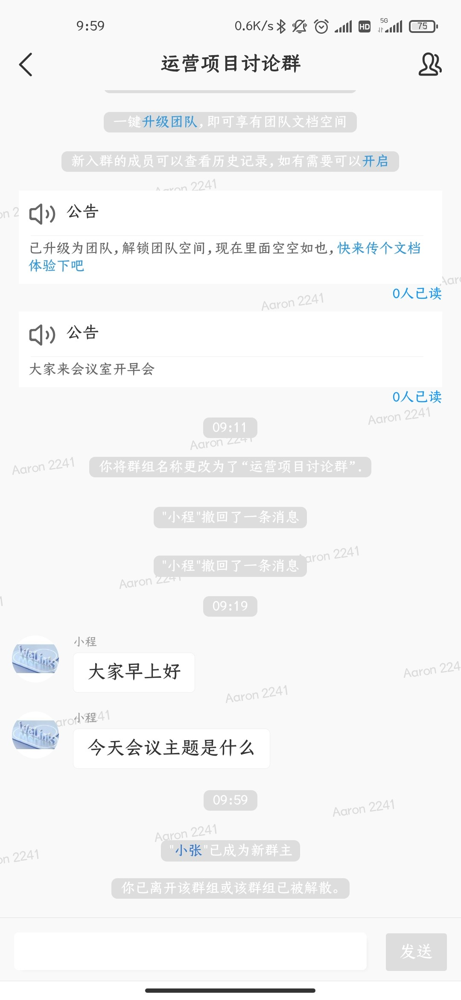 9:59
0.6K/s
HD
5G
75
运营项目讨论群
一键升级团队,即可享有团队文档空间
新入群的成员可以查看历史记录,如有需要可以开启
Aaron 2241
公告
已升级为团队,解锁团队空间,现在里面空空如也,快来传个文档
体验下吧
0人已读
Aaron 2241
公告
大家来会议室开早会
0人已读
Aaron 2241
09:11
Aaron 2241
Aaron 2241
你将群组名称更改为了“运营项目讨论群”.
"小程"撤回了一条消息
Aaron 2241
"小程"撤回了一条消息
Aaron 2241
09:19
小程
WeLink
大家早上好
Aaron 224
Aaron 2241
小程
aron 2241
WeLink
今天会议主题是什么
09:59
Aaron 2241
Aaron 2241
"小张"已成为新群主
on 2241
你已离开该群组或该群组已被解散。
发送